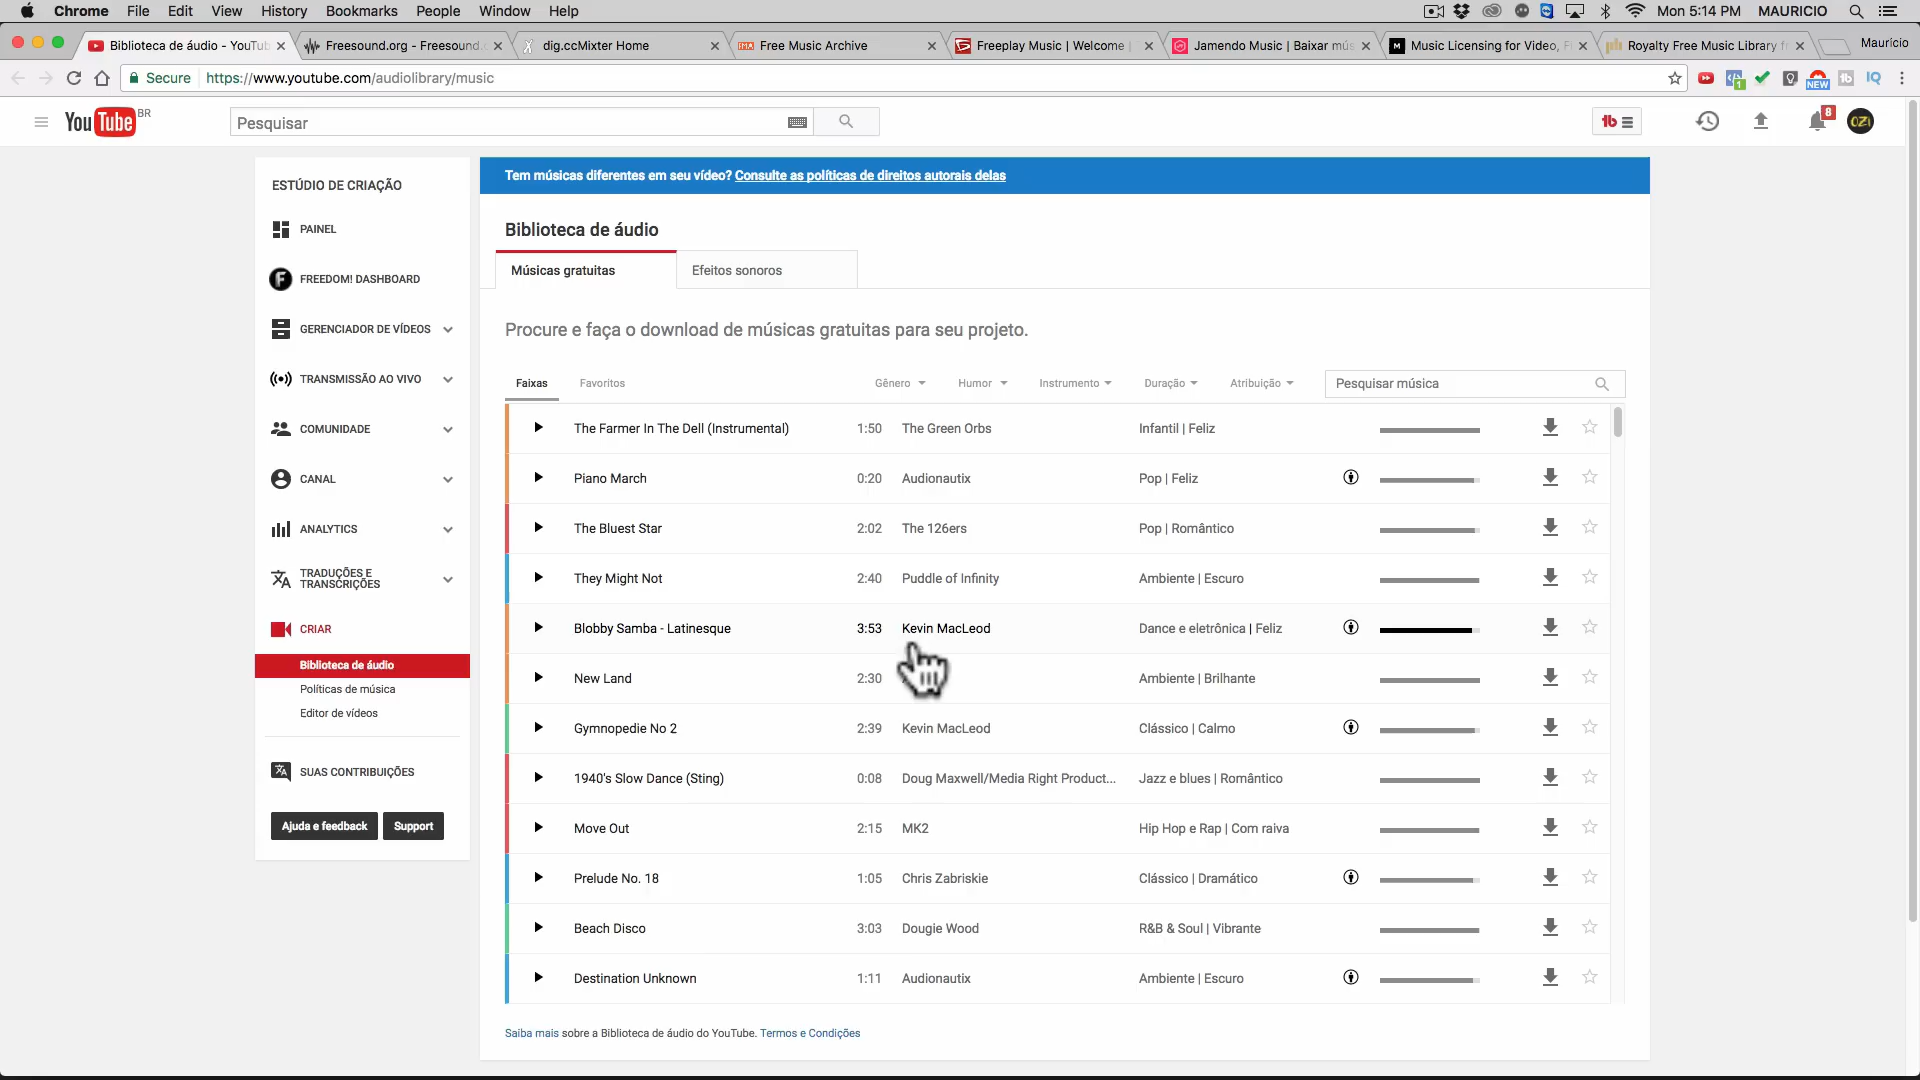 Chrome File Edit View History Bookmarks People Window Help Mon 5:14 PM MAURICIO
Biblioteca de áudio - YouTub Freesound.org - Freesound.o dig.ccMixter Home Free Music Archive Freeplay Music | Welcome Jamendo Music | Baixar mús Music Licensing for Video, F Royalty Free Music Library f Maurício
Secure https://www.youtube.com/audiolibrary/music
NEW
1
IQ
YouTube BR
Pesquisar
8
OZI
ESTÚDIO DE CRIAÇÃO
PAINEL
FREEDOM! DASHBOARD
GERENCIADOR DE VÍDEOS
TRANSMISSÃO AO VIVO
COMUNIDADE
CANAL
ANALYTICS
TRADUÇÕES E
TRANSCRIÇÕES
CRIAR
Biblioteca de áudio
Políticas de música
Editor de vídeos
SUAS CONTRIBUIÇÕES
Ajuda e feedback Support
Tem músicas diferentes em seu vídeo? Consulte as políticas de direitos autorais delas
Biblioteca de áudio
Músicas gratuitas Efeitos sonoros
Procure e faça o download de músicas gratuitas para seu projeto.
Faixas Favoritos Gênero Humor Instrumento Duração Atribuição Pesquisar música
The Farmer In The Dell (Instrumental) 1:50 The Green Orbs Infantil | Feliz
Piano March 0:20 Audionautix Pop | Feliz
The Bluest Star 2:02 The 126ers Pop | Romântico
They Might Not 2:40 Puddle of Infinity Ambiente | Escuro
Blobby Samba - Latinesque 3:53 Kevin MacLeod Dance e eletrônica | Feliz
New Land 2:30 Ambiente | Brilhante
Gymnopedie No 2 2:39 Kevin MacLeod Clássico | Calmo
1940's Slow Dance (Sting) 0:08 Doug Maxwell/Media Right Product... Jazz e blues | Romântico
Move Out 2:15 MK2 Hip Hop e Rap | Com raiva
Prelude No. 18 1:05 Chris Zabriskie Clássico | Dramático
Beach Disco 3:03 Dougie Wood R&B & Soul | Vibrante
Destination Unknown 1:11 Audionautix Ambiente | Escuro
Saiba mais sobre a Biblioteca de áudio do YouTube. Termos e Condições